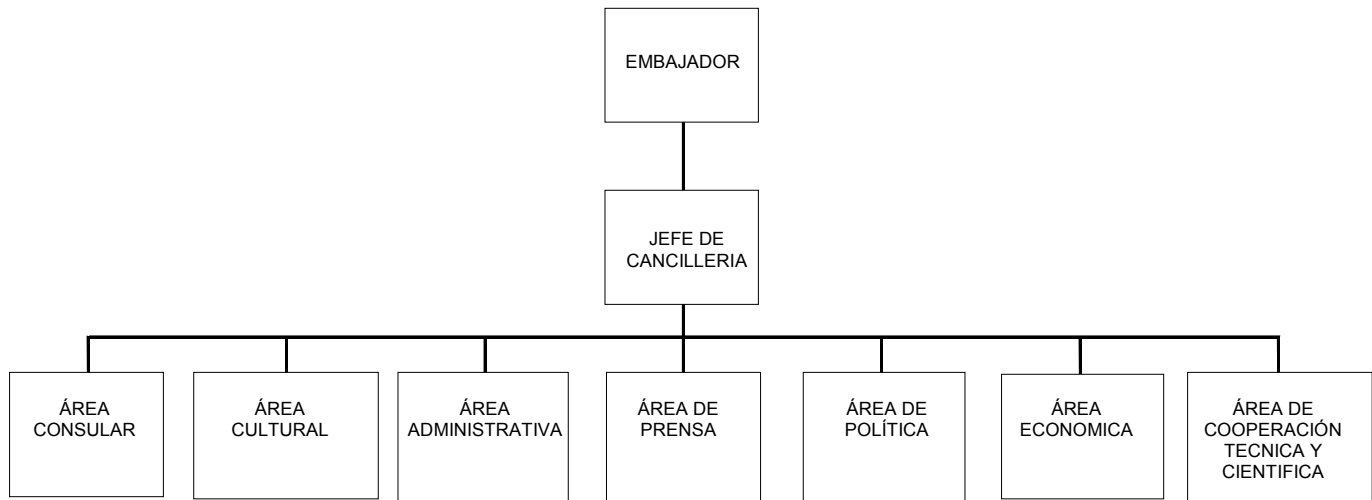 EMBAJADOR
JEFE DE
CANCILLERIA
ÁREA
CONSULAR
ÁREA
CULTURAL
ÁREA
ADMINISTRATIVA
ÁREA DE
PRENSA
ÁREA DE
POLÍTICA
ÁREA
ECONOMICA
ÁREA DE
COOPERACIÓN
TECNICA Y
CIENTIFICA